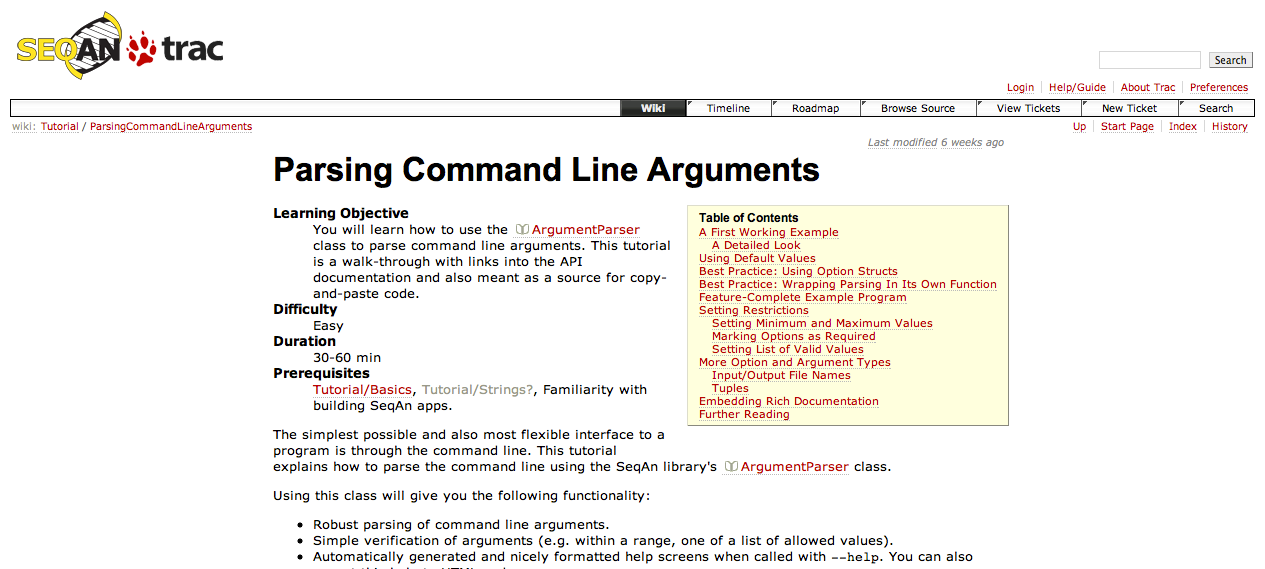 SEQAN trac
Search
Login Help/Guide About Trac Preferences
Wiki Timeline Roadmap Browse Source View Tickets New Ticket Search
wiki: Tutorial / ParsingCommandLineArguments
Up Start Page Index History
Last modified 6 weeks ago
Parsing Command Line Arguments
Learning Objective
You will learn how to use the ArgumentParser
class to parse command line arguments. This tutorial
is a walk-through with links into the API
documentation and also meant as a source for copy-
and-paste code.
Difficulty
Easy
Duration
30-60 min
Prerequisites
Tutorial/Basics, Tutorial/Strings?, Familiarity with
building SeqAn apps.
Table of Contents
A First Working Example
A Detailed Look
Using Default Values
Best Practice: Using Option Structs
Best Practice: Wrapping Parsing In Its Own Function
Feature-Complete Example Program
Setting Restrictions
Setting Minimum and Maximum Values
Marking Options as Required
Setting List of Valid Values
More Option and Argument Types
Input/Output File Names
Tuples
Embedding Rich Documentation
Further Reading
The simplest possible and also most flexible interface to a
program is through the command line. This tutorial
explains how to parse the command line using the SeqAn library's ArgumentParser class.
Using this class will give you the following functionality:
• Robust parsing of command line arguments.
• Simple verification of arguments (e.g. within a range, one of a list of allowed values).
• Automatically generated and nicely formatted help screens when called with --help. You can also